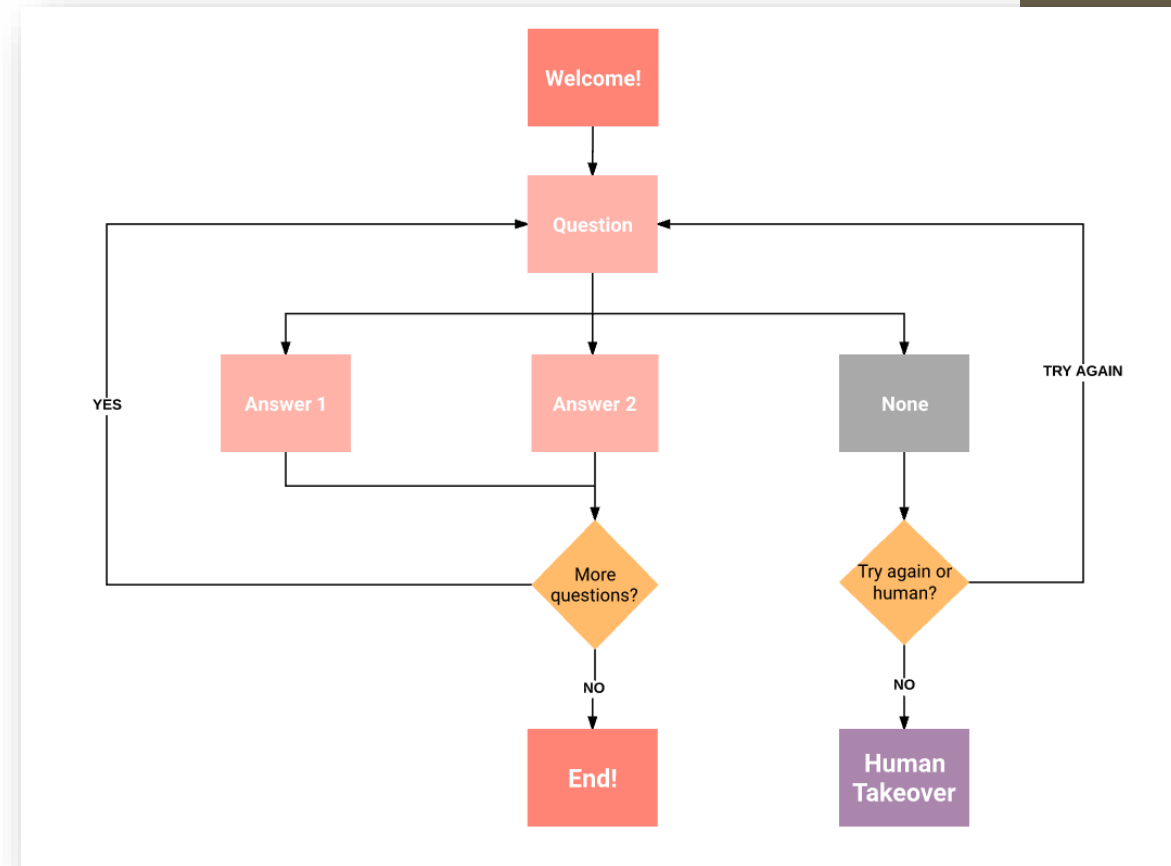 Welcome!
Question
TRY AGAIN
YES
Answer 1
Answer 2
None
More
questions?
Try again or
human?
NO
NO
End!
Human
Takeover